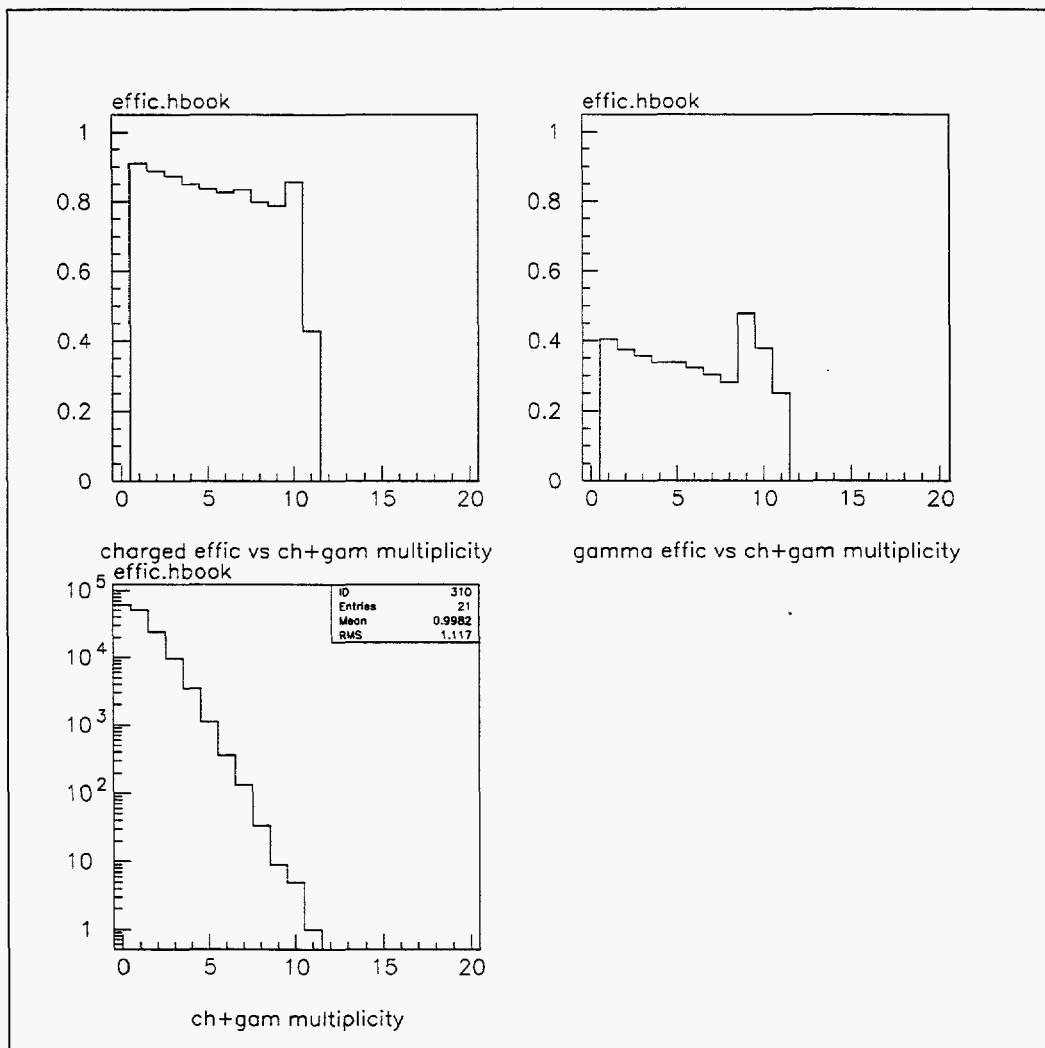 effic.hbook
1
0.8
0.6
0.4
0.2
0
0 5 10 15 20
charged effic vs ch+gam multiplicity
effic.hbook
1
0.8
0.6
0.4
0.2
0
0 5 10 15 20
gamma effic vs ch+gam multiplicity
effic.hbook
ID 310
Entries 21
Mean 0.9982
RMS 1.117
10^5
10^4
10^3
10^2
10
1
0 5 10 15 20
ch+gam multiplicity